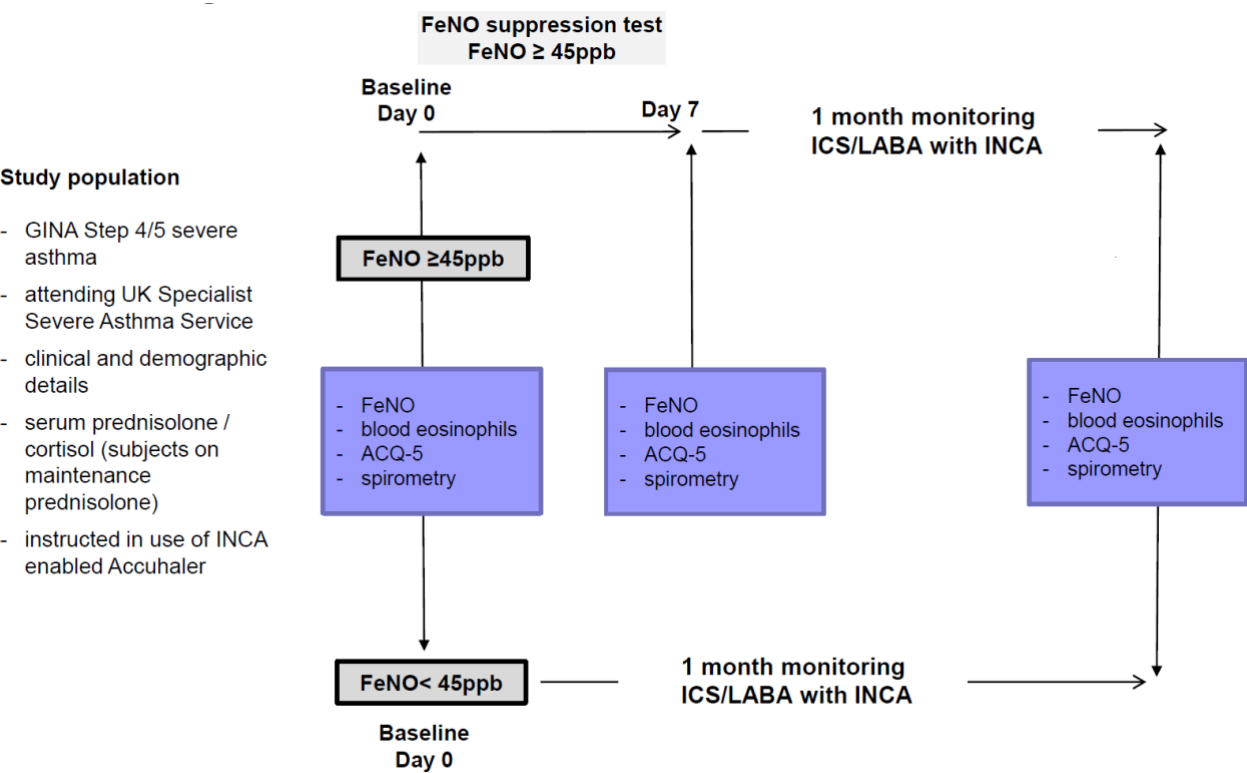 FeNO suppression test
FeNO ≥ 45ppb
Baseline
Day 0
Day 7
1 month monitoring
ICS/LABA with INCA
Study population
- GINA Step 4/5 severe
asthma
- attending UK Specialist
Severe Asthma Service
- clinical and demographic
details
- serum prednisolone /
cortisol (subjects on
maintenance
prednisolone)
- instructed in use of INCA
enabled Accuhaler
FeNO ≥45ppb
- FeNO
- blood eosinophils
- ACQ-5
- spirometry
- FeNO
- blood eosinophils
- ACQ-5
- spirometry
- FeNO
- blood eosinophils
- ACQ-5
- spirometry
FeNO< 45ppb
Baseline
Day 0
1 month monitoring
ICS/LABA with INCA